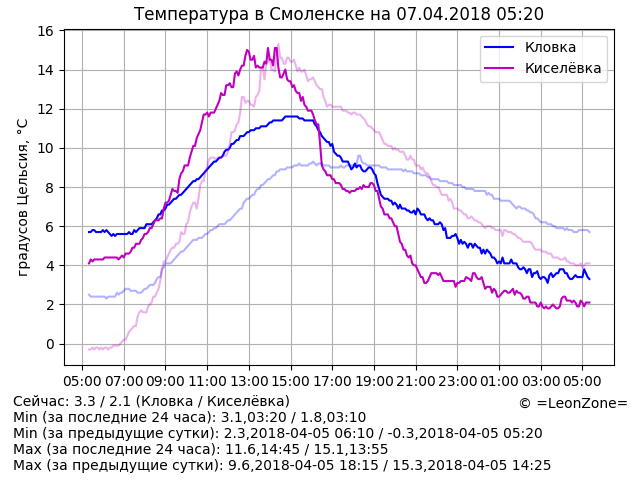 Температура в Смоленске на 07.04.2018 05:20
Кловка
Киселёвка
градусов Цельсия, °C
16
14
12
10
8
6
4
2
0
05:00 07:00 09:00 11:00 13:00 15:00 17:00 19:00 21:00 23:00 01:00 03:00 05:00
Сейчас: 3.3 / 2.1 (Кловка / Киселёвка)
© =LeonZone=
Min (за последние 24 часа): 3.1,03:20 / 1.8,03:10
Min (за предыдущие сутки): 2.3,2018-04-05 06:10 / -0.3,2018-04-05 05:20
Max (за последние 24 часа): 11.6,14:45 / 15.1,13:55
Max (за предыдущие сутки): 9.6,2018-04-05 18:15 / 15.3,2018-04-05 14:25